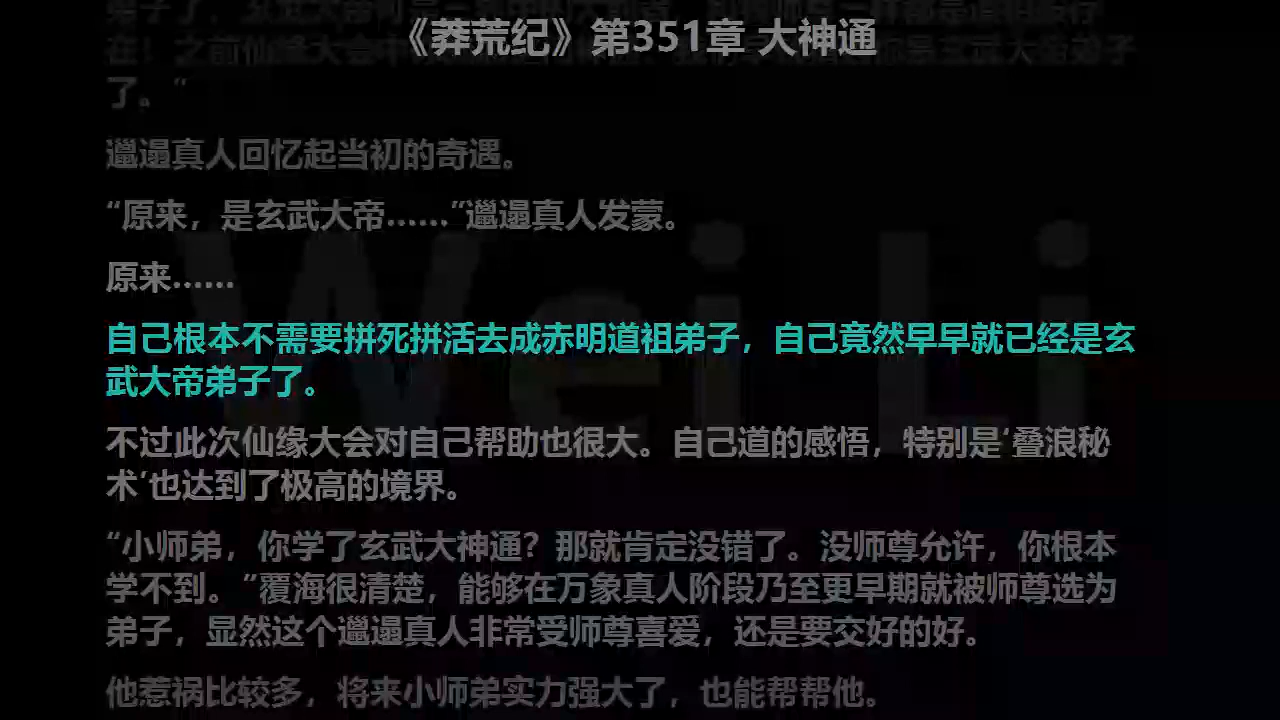 《莽荒纪》第351章 大神通
了。”
邋遢真人回忆起当初的奇遇。
“原来，是玄武大帝……”邋遢真人发蒙。
原来……
自己根本不需要拼死拼活去成赤明道祖弟子，自己竟然早早就已经是玄
武大帝弟子了。
不过此次仙缘大会对自己帮助也很大。自己道的感悟，特别是‘叠浪秘
术’也达到了极高的境界。
“小师弟，你学了玄武大神通？那就肯定没错了。没师尊允许，你根本
学不到。”覆海很清楚，能够在万象真人阶段乃至更早期就被师尊选为
弟子，显然这个邋遢真人非常受师尊喜爱，还是要交好的好。
他惹祸比较多，将来小师弟实力强大了，也能帮帮他。
Wei Li